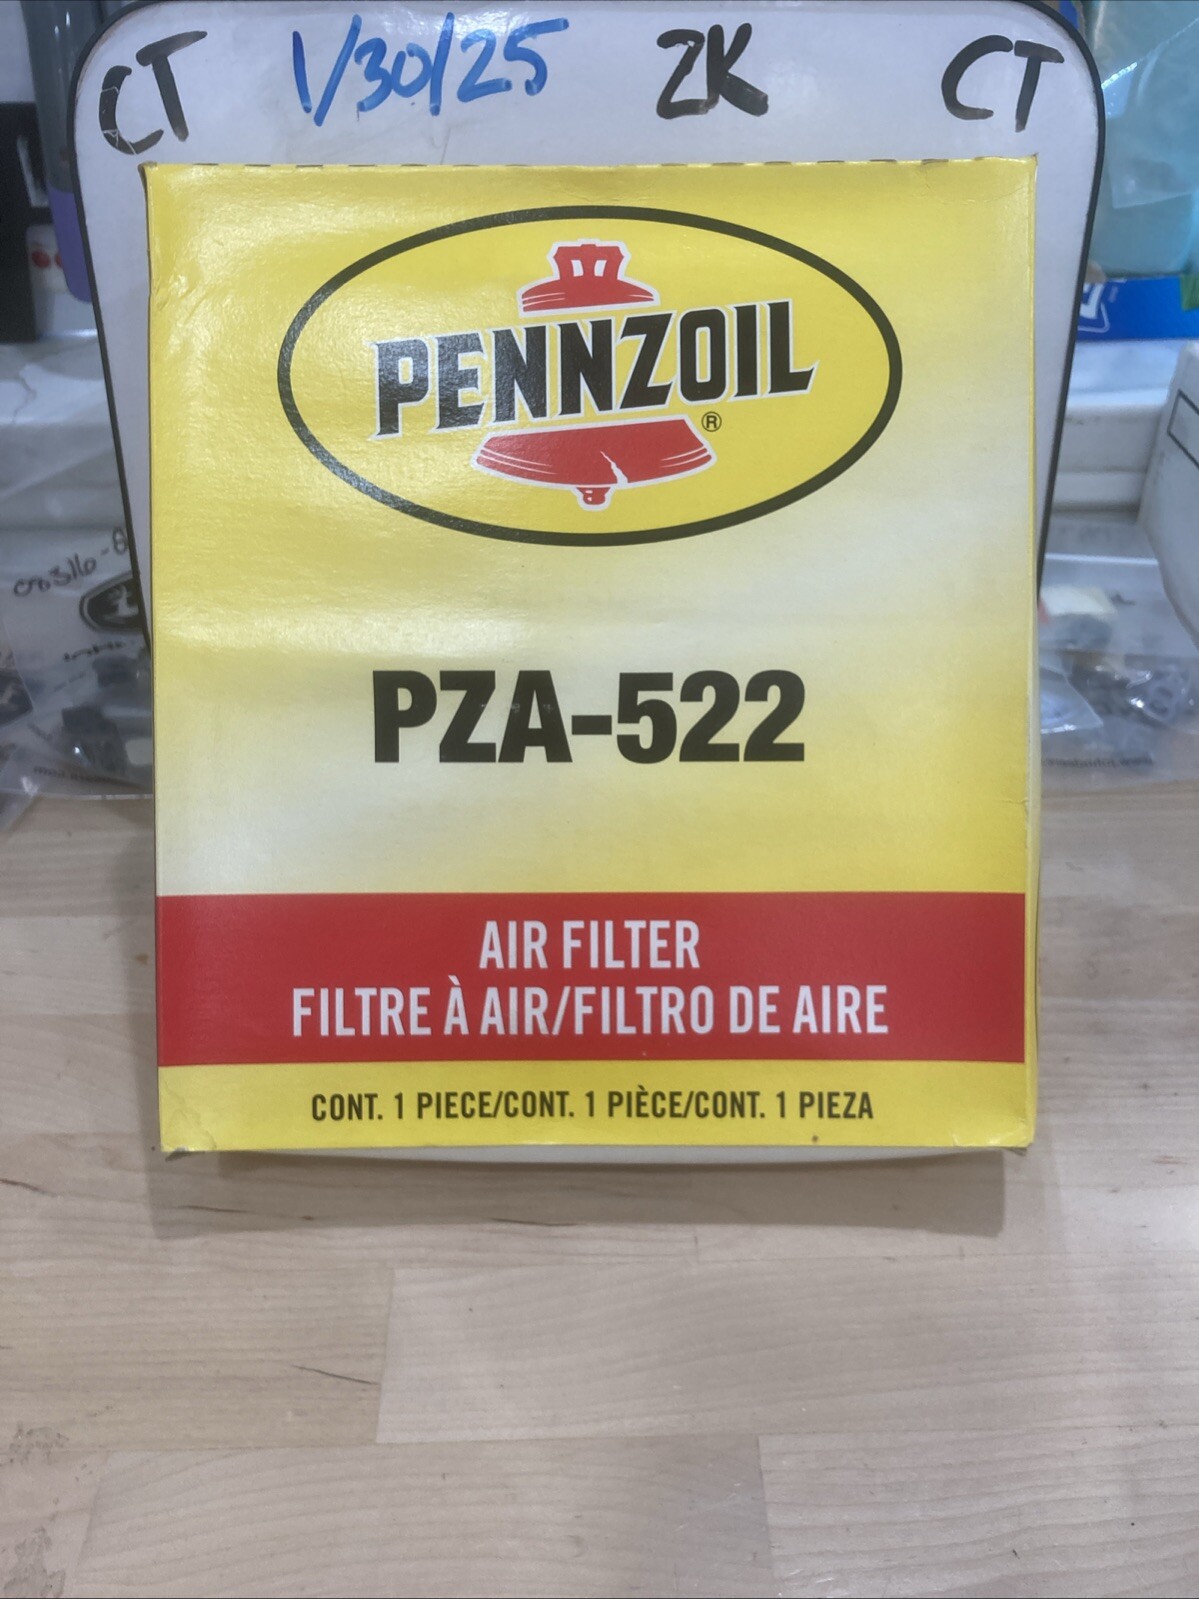 CT 1/30/25 ZK CT
PENNZOIL®
PZA-522
AIR FILTER
FILTRE À AIR/FILTRO DE AIRE
CONT. 1 PIECE/CONT. 1 PIÈCE/CONT. 1 PIEZA